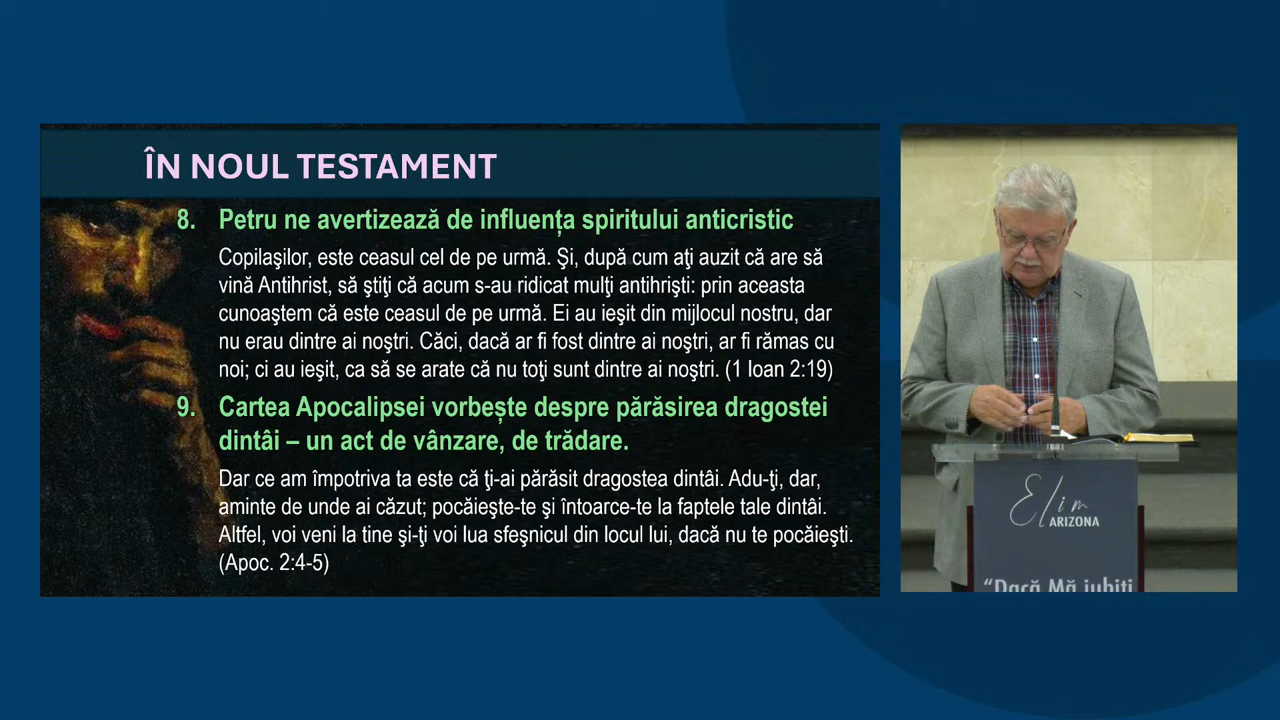 ÎN NOUL TESTAMENT
8. Petru ne avertizează de influența spiritului anticristic
Copilaşilor, este ceasul cel de pe urmă. Şi, după cum aţi auzit că are să
vină Antihrist, să ştiţi că acum s-au ridicat mulţi antihrişti: prin aceasta
cunoaştem că este ceasul de pe urmă. Ei au ieşit din mijlocul nostru, dar
nu erau dintre ai noştri. Căci, dacă ar fi fost dintre ai noştri, ar fi rămas cu
noi; ci au ieşit, ca să se arate că nu toţi sunt dintre ai noştri. (1 Ioan 2:19)
9. Cartea Apocalipsei vorbește despre părăsirea dragostei
dintâi – un act de vânzare, de trădare.
Dar ce am împotriva ta este că ţi-ai părăsit dragostea dintâi. Adu-ţi, dar,
aminte de unde ai căzut; pocăieşte-te şi întoarce-te la faptele tale dintâi.
Altfel, voi veni la tine şi-ţi voi lua sfeşnicul din locul lui, dacă nu te pocăieşti.
(Apoc. 2:4-5)
Elim
ARIZONA
“Dacă Mă iubiți